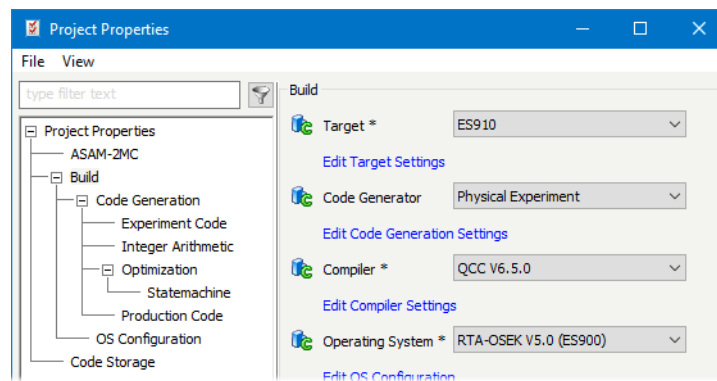 Project Properties
File View
type filter text
Project Properties
ASAM-2MC
Build
Code Generation
Experiment Code
Integer Arithmetic
Optimization
Statemachine
Production Code
OS Configuration
Code Storage
Build
Target * ES910
Edit Target Settings
Code Generator Physical Experiment
Edit Code Generation Settings
Compiler * QCC V6.5.0
Edit Compiler Settings
Operating System * RTA-OSEK V5.0 (ES900)
Edit OS Configuration